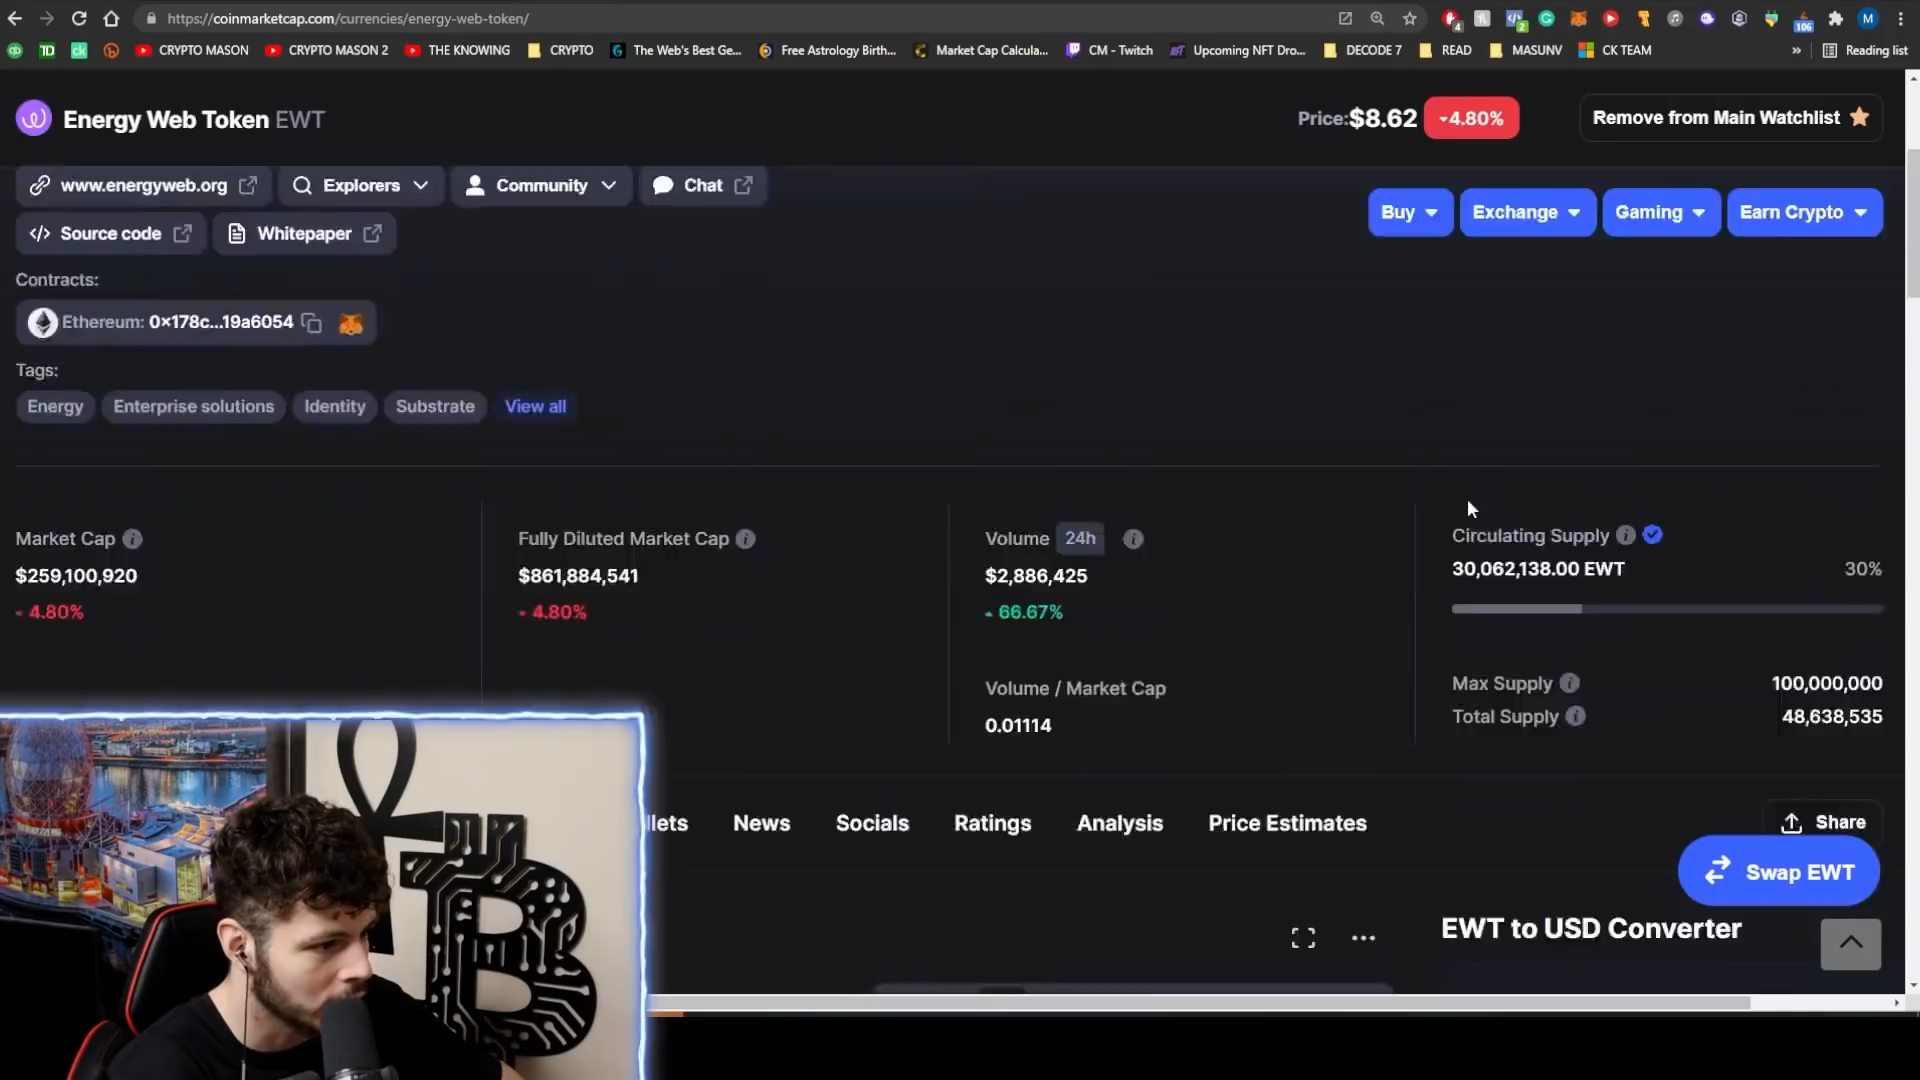 https://coinmarketcap.com/currencies/energy-web-token/
4
2
106
M
TD
ck
CRYPTO MASON
CRYPTO MASON 2
THE KNOWING
CRYPTO
The Web's Best Ge...
Free Astrology Birth...
Market Cap Calcula...
CM - Twitch
Upcoming NFT Dro...
DECODE 7
READ
MASUNV
CK TEAM
»
Reading list
Energy Web Token EWT
Price:$8.62
4.80%
Remove from Main Watchlist
www.energyweb.org
Explorers
Community
Chat
Buy
Exchange
Gaming
Earn Crypto
Source code
Whitepaper
Contracts:
Ethereum: 0x178c...19a6054
Tags:
Energy
Enterprise solutions
Identity
Substrate
View all
Market Cap
$259,100,920
4.80%
Fully Diluted Market Cap
$861,884,541
4.80%
Volume 24h
$2,886,425
66.67%
Volume / Market Cap
0.01114
Circulating Supply
30,062,138.00 EWT
30%
Max Supply
100,000,000
Total Supply
48,638,535
llets
News
Socials
Ratings
Analysis
Price Estimates
Share
Swap EWT
EWT to USD Converter